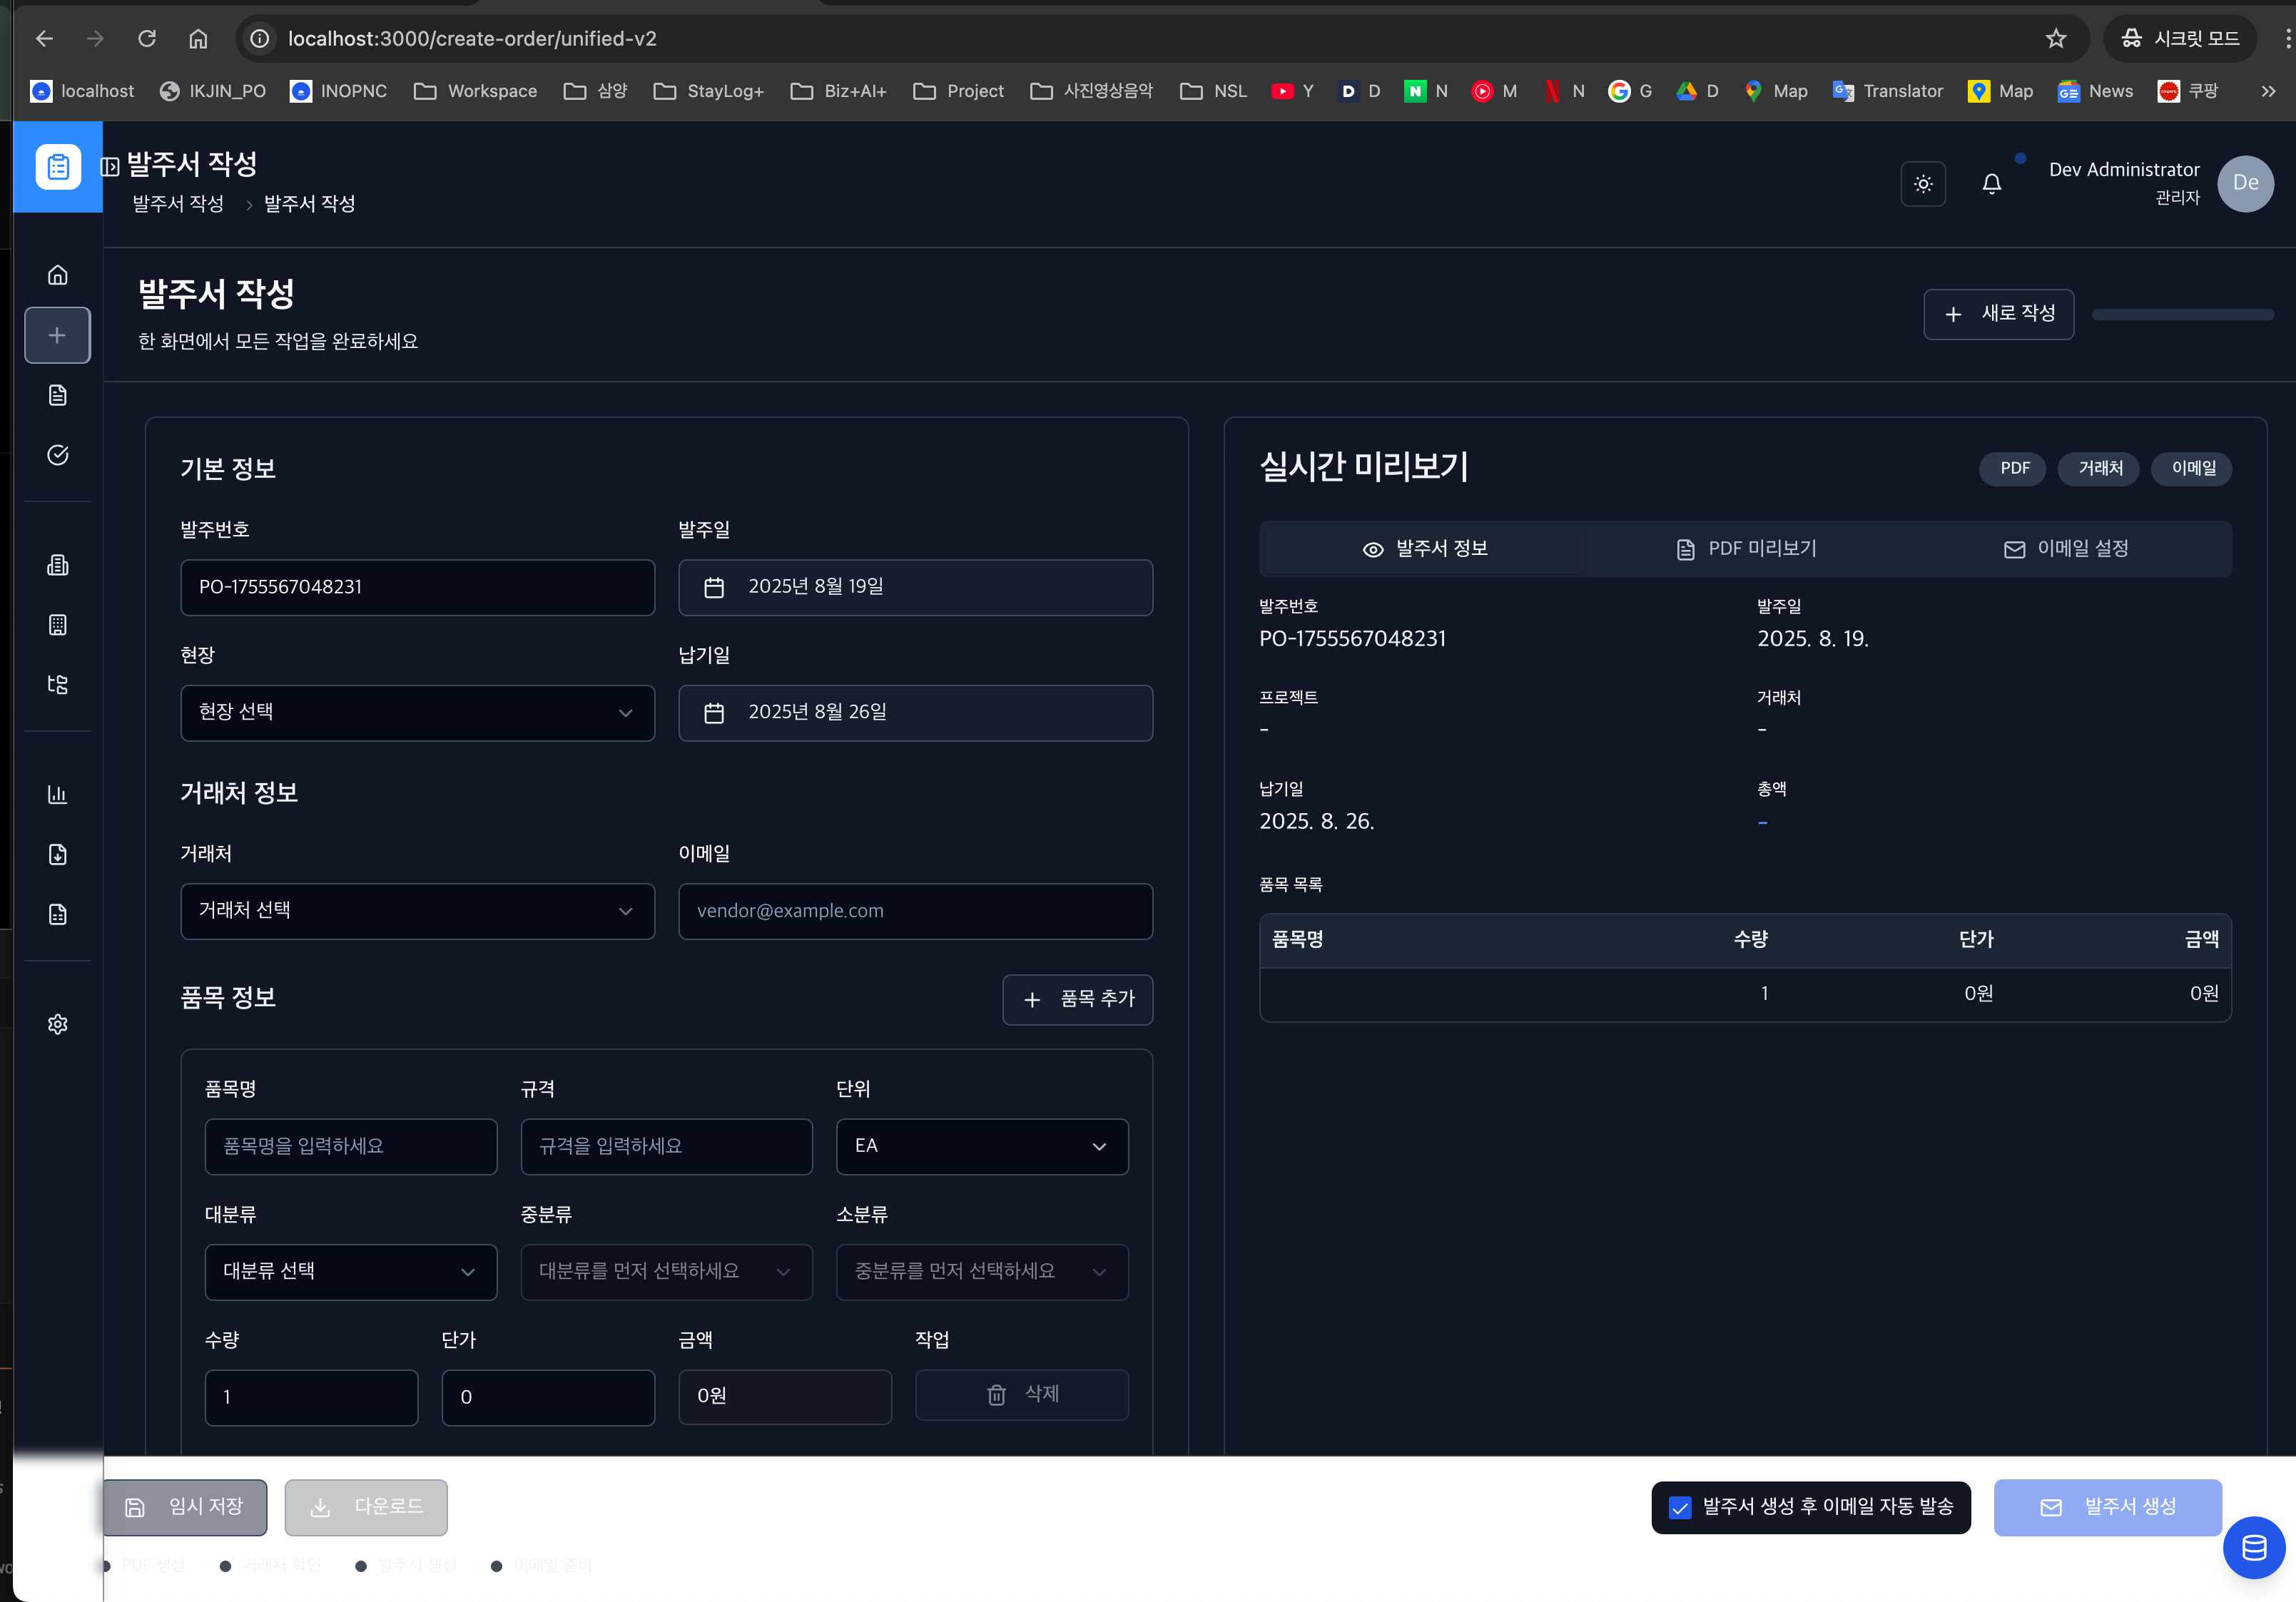 localhost:3000/create-order/unified-v2
시크릿 모드
localhost IKJIN_PO INOPNC Workspace 삼양 StayLog+ Biz+AI+ Project 사진영상음악 NSL Y D N M N G D Map Translator Map News 쿠팡
발주서 작성
발주서 작성 > 발주서 작성
Dev Administrator
관리자
De
발주서 작성
한 화면에서 모든 작업을 완료하세요
새로 작성
기본 정보
발주번호 발주일
PO-1755567048231 2025년 8월 19일
현장 납기일
현장 선택 2025년 8월 26일
거래처 정보
거래처 이메일
거래처 선택 vendor@example.com
품목 정보
품목 추가
품목명 규격 단위
품목명을 입력하세요 규격을 입력하세요 EA
대분류 중분류 소분류
대분류 선택 대분류를 먼저 선택하세요 중분류를 먼저 선택하세요
수량 단가 금액 작업
1 0 0원 삭제
실시간 미리보기
PDF 거래처 이메일
발주서 정보 PDF 미리보기 이메일 설정
발주번호 발주일
PO-1755567048231 2025. 8. 19.
프로젝트 거래처
- -
납기일 총액
2025. 8. 26. -
품목 목록
품목명 수량 단가 금액
1 0원 0원
임시 저장 다운로드
발주서 생성 후 이메일 자동 발송 발주서 생성
PDF 생성 거래처 확인 발주서 생성 이메일 준비